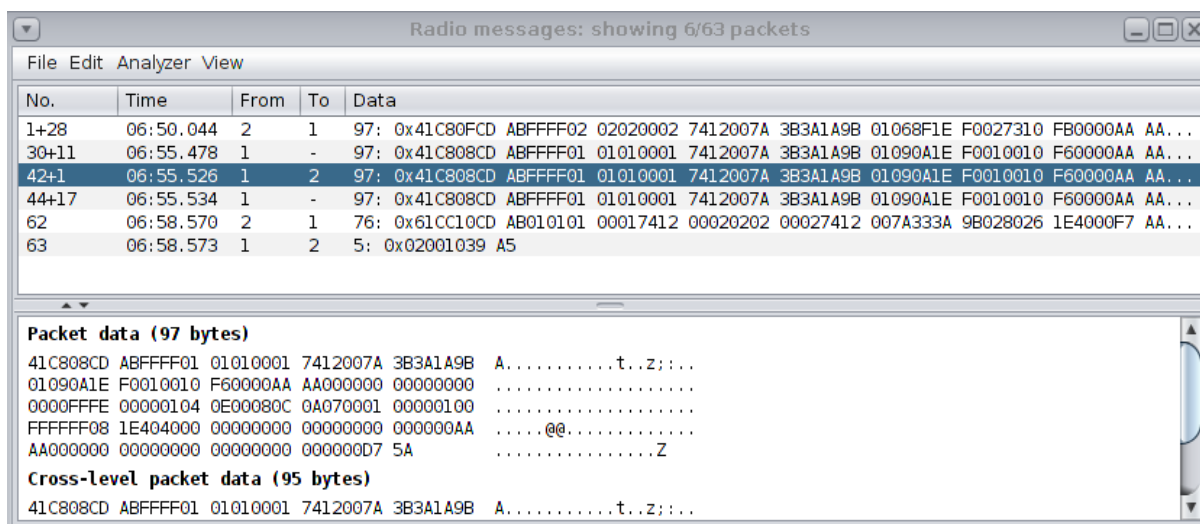 Radio messages: showing 6/63 packets
File Edit Analyzer View
No. Time From To Data
1+28 06:50.044 2 1 97: 0x41C80FCD ABFFFF02 02020002 7412007A 3B3A1A9B 01068F1E F0027310 FB0000AA AA...
30+11 06:55.478 1 - 97: 0x41C808CD ABFFFF01 01010001 7412007A 3B3A1A9B 01090A1E F0010010 F60000AA AA...
42+1 06:55.526 1 2 97: 0x41C808CD ABFFFF01 01010001 7412007A 3B3A1A9B 01090A1E F0010010 F60000AA AA...
44+17 06:55.534 1 - 97: 0x41C808CD ABFFFF01 01010001 7412007A 3B3A1A9B 01090A1E F0010010 F60000AA AA...
62 06:58.570 2 1 76: 0x61CC10CD AB010101 00017412 00020202 00027412 007A333A 9B028026 1E4000F7 AA...
63 06:58.573 1 2 5: 0x02001039 A5
Packet data (97 bytes)
41C808CD ABFFFF01 01010001 7412007A 3B3A1A9B A...........t..z;:..
01090A1E F0010010 F60000AA AA000000 00000000 ....................
0000FFFE 00000104 0E00080C 0A070001 00000100 ....................
FFFFFF08 1E404000 00000000 00000000 000000AA .....@@.............
AA000000 00000000 00000000 000000D7 5A ................Z
Cross-level packet data (95 bytes)
41C808CD ABFFFF01 01010001 7412007A 3B3A1A9B A...........t..z;:..